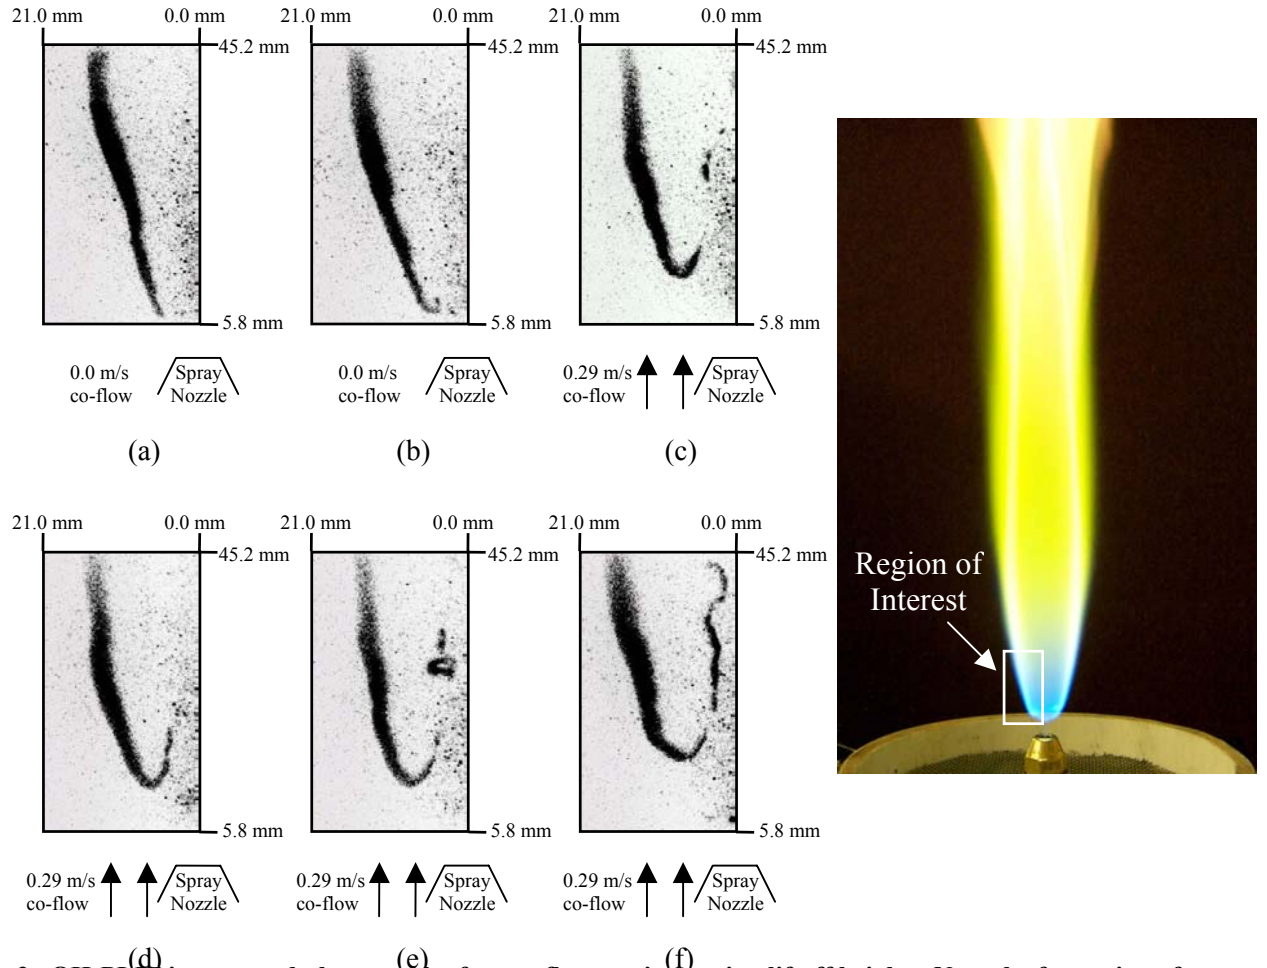 21.0 mm 0.0 mm
45.2 mm
5.8 mm
0.0 m/s
co-flow
Spray
Nozzle
(a)
21.0 mm 0.0 mm
45.2 mm
5.8 mm
0.0 m/s
co-flow
Spray
Nozzle
(b)
21.0 mm 0.0 mm
45.2 mm
5.8 mm
0.29 m/s
co-flow
Spray
Nozzle
(c)
21.0 mm 0.0 mm
45.2 mm
5.8 mm
0.29 m/s
co-flow
Spray
Nozzle
(d)
21.0 mm 0.0 mm
45.2 mm
5.8 mm
0.29 m/s
co-flow
Spray
Nozzle
(e)
21.0 mm 0.0 mm
45.2 mm
5.8 mm
0.29 m/s
co-flow
Spray
Nozzle
(f)
Region of
Interest